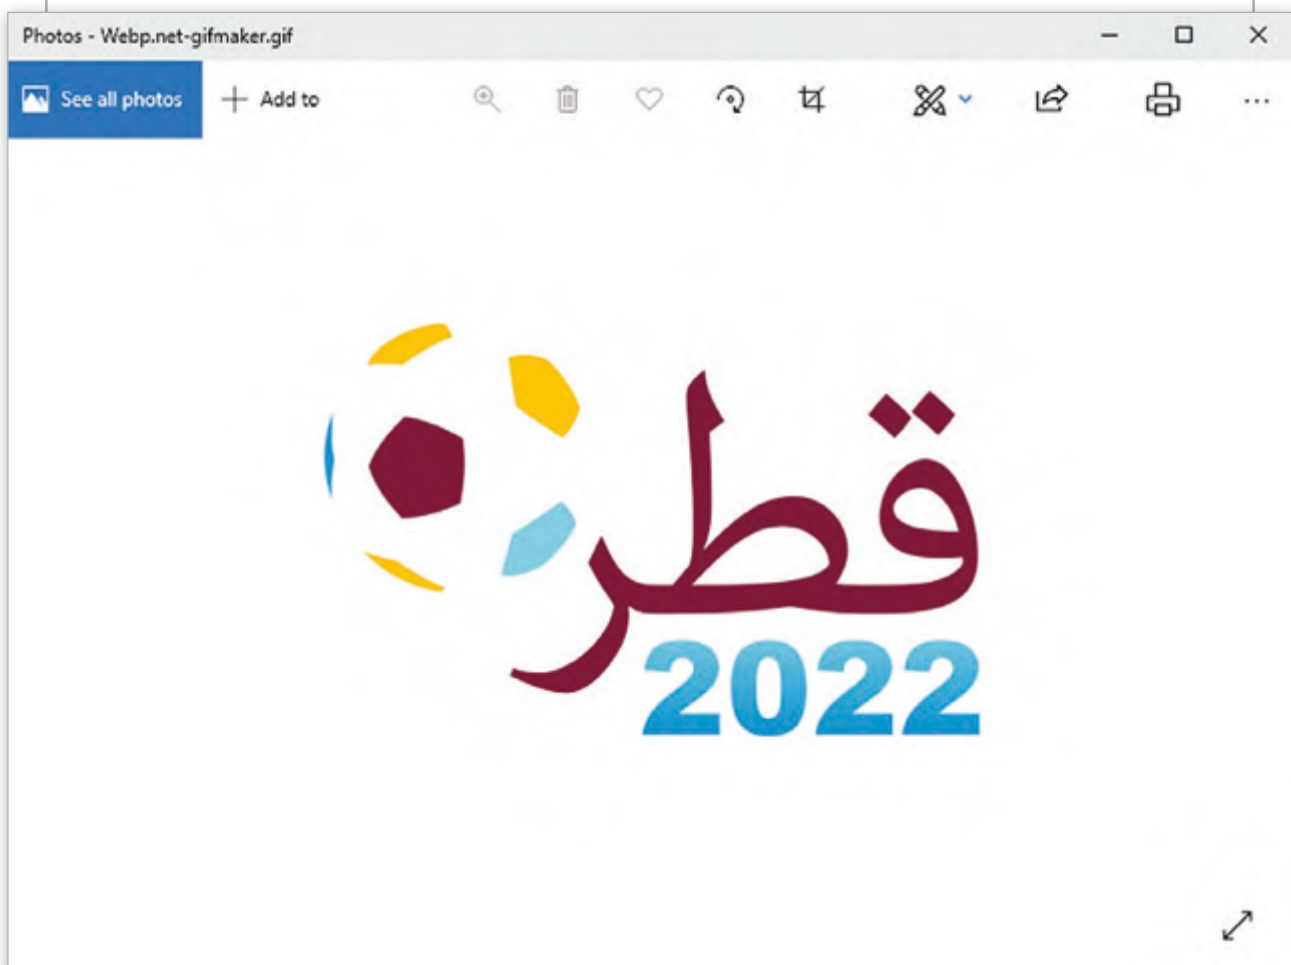 Photos - Webp.net-gifmaker.gif
See all photos
Add to
قطر
2022